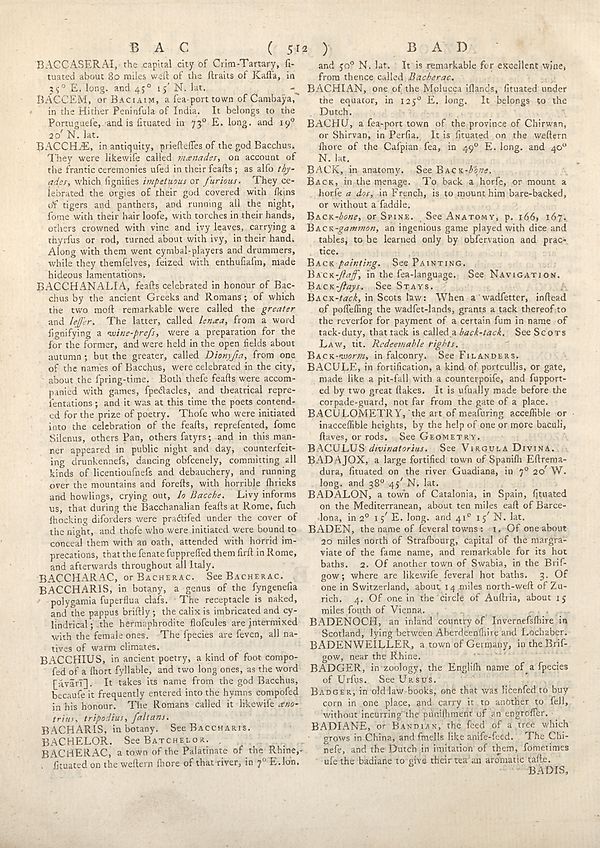 B A C ( 512 ) B A D
BACCASERAI, the capital city of Crim-Tartary, ſi-
tuated about 80 miles weſt of the ſtraits of Kaffa, in
35° E. long. and 45° 15′ N. lat.
BACCEM, or BACIAIM, a ſea-port town of Cambaya,
in the Hither Peninſula of India. It belongs to the
Portugueſe, and is ſituated in 73° E. long. and 19°
20′ N. lat.
BACCHÆ, in antiquity, prieſteſſes of the god Bacchus.
They were likewiſe called mænades, on account of
the frantic ceremonies uſed in their feaſts; as alſo thy-
ades, which ſignifies impetuous or furious. They ce-
lebrated the orgies of their god covered with ſkins
of tigers and panthers, and running all the night,
ſome with their hair looſe, with torches in their hands,
others crowned with vine and ivy leaves, carrying a
thyrſus or rod, turned about with ivy, in their hand.
Along with them went cymbal-players and drummers,
while they themſelves, ſeized with enthuſiaſm, made
hideous lamentations.
BACCHANALIA, feaſts celebrated in honour of Bac-
chus by the ancient Greeks and Romans; of which
the two moſt remarkable were called the greater
and leſſer. The latter, called lenæa, from a word
ſignifying a wine-preſs, were a preparation for the
for the former, and were held in the open fields about
autumn; but the greater, called Dionyſia, from one
of the names of Bacchus, were celebrated in the city,
about the ſpring-time. Both theſe feaſts were accom-
panied with games, ſpectacles, and theatrical repre-
ſentations; and it was at this time the poets contend-
ed for the prize of poetry. Thoſe who were initiated
into the celebration of the feaſts, repreſented, ſome
Silenus, others Pan, others ſatyrs; and in this man-
ner appeared in public night and day, counterfeit-
ing drunkenneſs, dancing obſcenely, committing all
kinds of licentiouſneſs and debauchery, and running
over the mountains and foreſts, with horrible ſhrieks
and howlings, crying out, Io Bacche. Livy informs
us, that during the Bacchanalian feaſts at Rome, ſuch
ſhocking diſorders were practiſed under the cover of
the night, and thoſe who were initiated were bound to
conceal them with an oath, attended with horrid im-
precations, that the ſenate ſuppreſſed them firſt in Rome,
and afterwards throughout all Italy.
BACCHARAC, or BACHERAC. See BACHERAC.
BACCHARIS, in botany, a genus of the ſyngeneſia
polygamia ſuperflua claſs. The receptacle is naked,
and the pappus briſtly; the calix is imbricated and cy-
lindrical; the hermaphrodite floſcules are intermixed
with the female ones. The ſpecies are ſeven, all na-
tives of warm climates.
BACCHIUS, in ancient poetry, a kind of foot compo-
ſed of a ſhort ſyllable, and two long ones, as the word
[ăvārī]. It takes its name from the god Bacchus,
becauſe it frequently entered into the hymns compoſed
in his honour. The Romans called it likewiſe œno-
trius, tripodius, ſaltans.
BACHARIS, in botany. See BACCHARIS.
BACHELOR. See BATCHELOR.
BACHERAC, a town of the Palatinate of the Rhine,
ſituated on the weſtern ſhore of that river, in 7° E. lon.
and 50° N. lat. It is remarkable for excellent wine,
from thence called Bacherac.
BACHIAN, one of the Molucca iſlands, ſituated under
the equator, in 125° E. long. It belongs to the
Dutch.
BACHU, a ſea-port town of the province of Chirwan,
or Shirvan, in Perſia. It is ſituated on the weſtern
ſhore of the Caſpian ſea, in 49° E. long. and 40°
N. lat.
BACK, in anatomy. See BACK-bone.
BACK, in the menage. To back a horſe, or mount a
horſe a dos, in French, is to mount him bare-backed,
or without a ſaddle.
BACK-bone, or SPINE. See ANATOMY, p. 166, 167.
BACK-gammon, an ingenious game played with dice and
tables, to be learned only by obſervation and prac-
tice.
BACK painting. See PAINTING.
BACK-ſtaff, in the ſea-language. See NAVIGATION.
BACK-ſtays. See STAYS.
BACK-tack, in Scots law: When a wadſetter, inſtead
of poſſeſſing the wadſet-lands, grants a tack thereof to
the reverſor for payment of a certain ſum in name of
tack-duty, that tack is called a back-tack. See SCOTS
LAW, tit. Redeemable rights.
BACK-worm, in falconry. See FILANDERS.
BACULE, in fortification, a kind of portcullis, or gate,
made like a pit-fall with a counterpoiſe, and ſupport-
ed by two great ſtakes. It is uſually made before the
corpade-guard, not far from the gate of a place.
BACULOMETRY, the art of meaſuring acceſſible or
inacceſſible heights, by the help of one or more baculi,
ſtaves, or rods. See GEOMETRY.
BACULUS divinatorius. See VIRGULA DIVINA.
BADAJOX, a large fortified town of Spaniſh Eſtrema-
dura, ſituated on the river Guadiana, in 7° 20′ W.
long. and 38° 45′ N. lat.
BADALON, a town of Catalonia, in Spain, ſituated
on the Mediterranean, about ten miles eaſt of Barce-
lona, in 2° 15′ E. long. and 41° 15′ N. lat.
BADEN, the name of ſeveral towns: 1. Of one about
20 miles north of Straſbourg, capital of the margra-
viate of the ſame name, and remarkable for its hot
baths. 2. Of another town of Swabia, in the Briſ-
gow; where are likewiſe ſeveral hot baths. 3. Of
one in Switzerland, about 14 miles north-weſt of Zu-
rich. 4. Of one in the circle of Auſtria, about 15
miles ſouth of Vienna.
BADENOCH, an inland country of Inverneſsſhire in
Scotland, lying between Aberdeenſhire and Lochaber.
BADENWEILLER, a town of Germany, in the Briſ-
gow, near the Rhine.
BADGER, in zoology, the Engliſh name of a ſpecies
of Urſus. See URSUS.
BADGER, in old law-books, one that was licenſed to buy
corn in one place, and carry it to another to ſell,
without incurring the puniſhment of an engroſſer.
BADIANE, or BANDIAN, the ſeed of a tree which
grows in China, and ſmells like aniſe-ſeed. The Chi-
neſe, and the Dutch in imitation of them, ſometimes
uſe the badiane to give their tea an aromatic taſte.
BADIS,